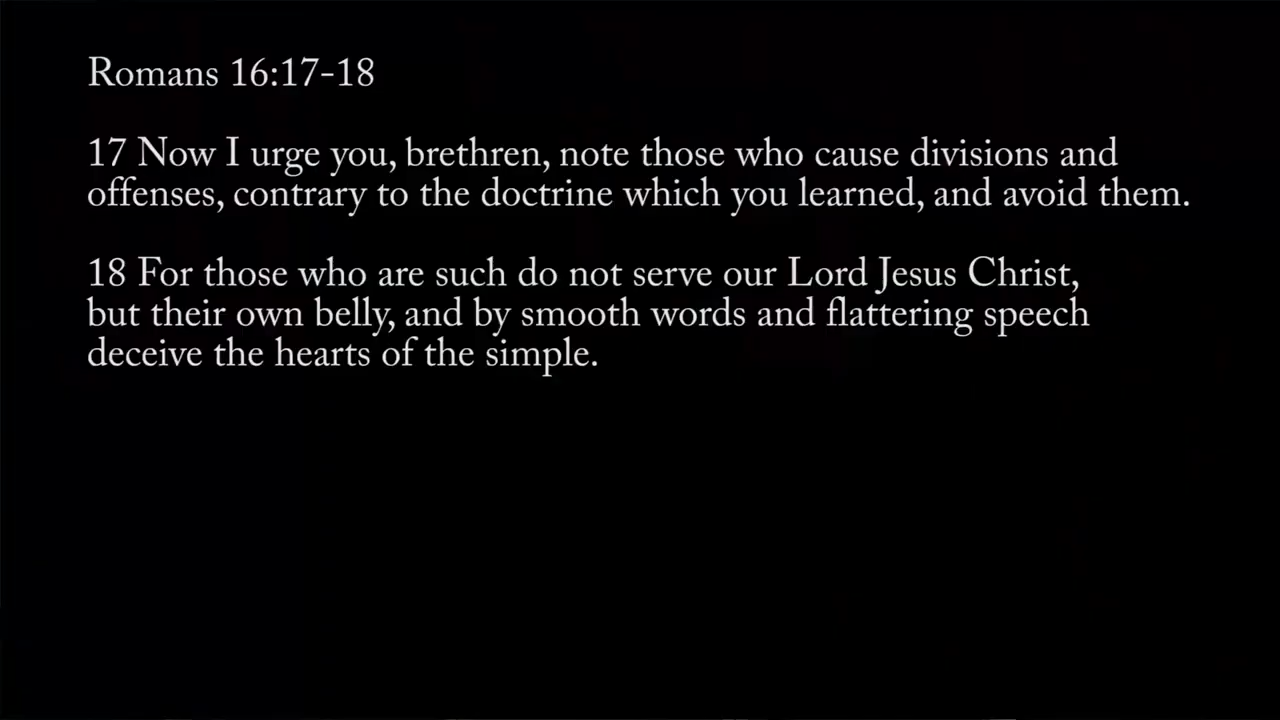 Romans 16:17-18
17 Now I urge you, brethren, note those who cause divisions and
offenses, contrary to the doctrine which you learned, and avoid them.
18 For those who are such do not serve our Lord Jesus Christ,
but their own belly, and by smooth words and flattering speech
deceive the hearts of the simple.